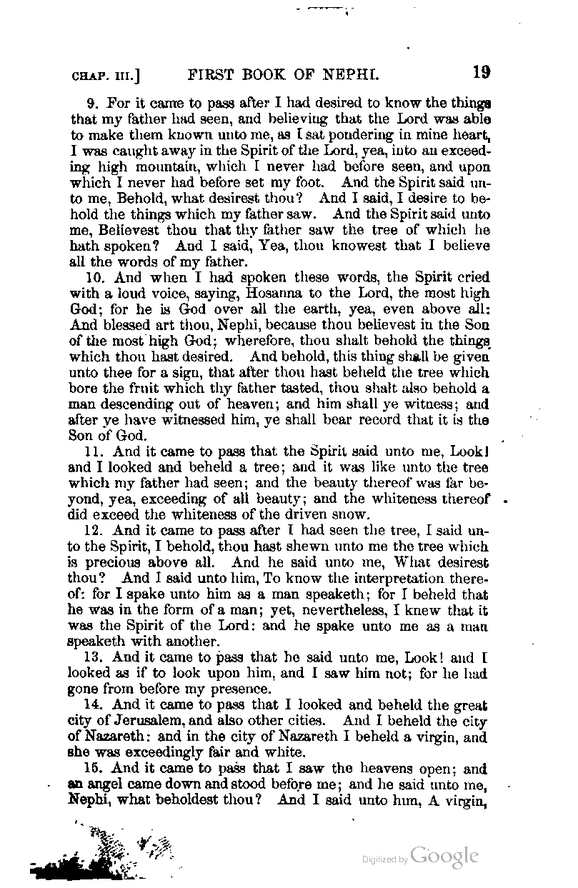 CHAP. III.] FIRST BOOK OF NEPHI. 19
9. For it came to pass after I had desired to know the things
that my father had seen, and believing that the Lord was able
to make them known unto me, as I sat pondering in mine heart,
I was caught away in the Spirit of the Lord, yea, into an exceed-
ing high mountain, which I never had before seen, and upon
which I never had before set my foot. And the Spirit said un-
to me, Behold, what desirest thou? And I said, I desire to be-
hold the things which my father saw. And the Spirit said unto
me, Believest thou that thy father saw the tree of which he
hath spoken? And I said, Yea, thou knowest that I believe
all the words of my father.
10. And when I had spoken these words, the Spirit cried
with a loud voice, saying, Hosanna to the Lord, the most high
God; for he is God over all the earth, yea, even above all:
And blessed art thou, Nephi, because thou believest in the Son
of the most high God; wherefore, thou shalt behold the things
which thou hast desired. And behold, this thing shall be given
unto thee for a sign, that after thou hast beheld the tree which
bore the fruit which thy father tasted, thou shalt also behold a
man descending out of heaven; and him shall ye witness; and
after ye have witnessed him, ye shall bear record that it is the
Son of God.
11. And it came to pass that the Spirit said unto me, Look!
and I looked and beheld a tree; and it was like unto the tree
which my father had seen; and the beauty thereof was far be-
yond, yea, exceeding of all beauty; and the whiteness thereof
did exceed the whiteness of the driven snow.
12. And it came to pass after I had seen the tree, I said un-
to the Spirit, I behold, thou hast shewn unto me the tree which
is precious above all. And he said unto me, What desirest
thou? And I said unto him, To know the interpretation there-
of: for I spake unto him as a man speaketh; for I beheld that
he was in the form of a man; yet, nevertheless, I knew that it
was the Spirit of the Lord: and he spake unto me as a man
speaketh with another.
13. And it came to pass that he said unto me, Look! and I
looked as if to look upon him, and I saw him not; for he had
gone from before my presence.
14. And it came to pass that I looked and beheld the great
city of Jerusalem, and also other cities. And I beheld the city
of Nazareth: and in the city of Nazareth I beheld a virgin, and
she was exceedingly fair and white.
15. And it came to pass that I saw the heavens open; and
an angel came down and stood before me; and he said unto me,
Nephi, what beholdest thou? And I said unto him, A virgin,
Digitized by Google